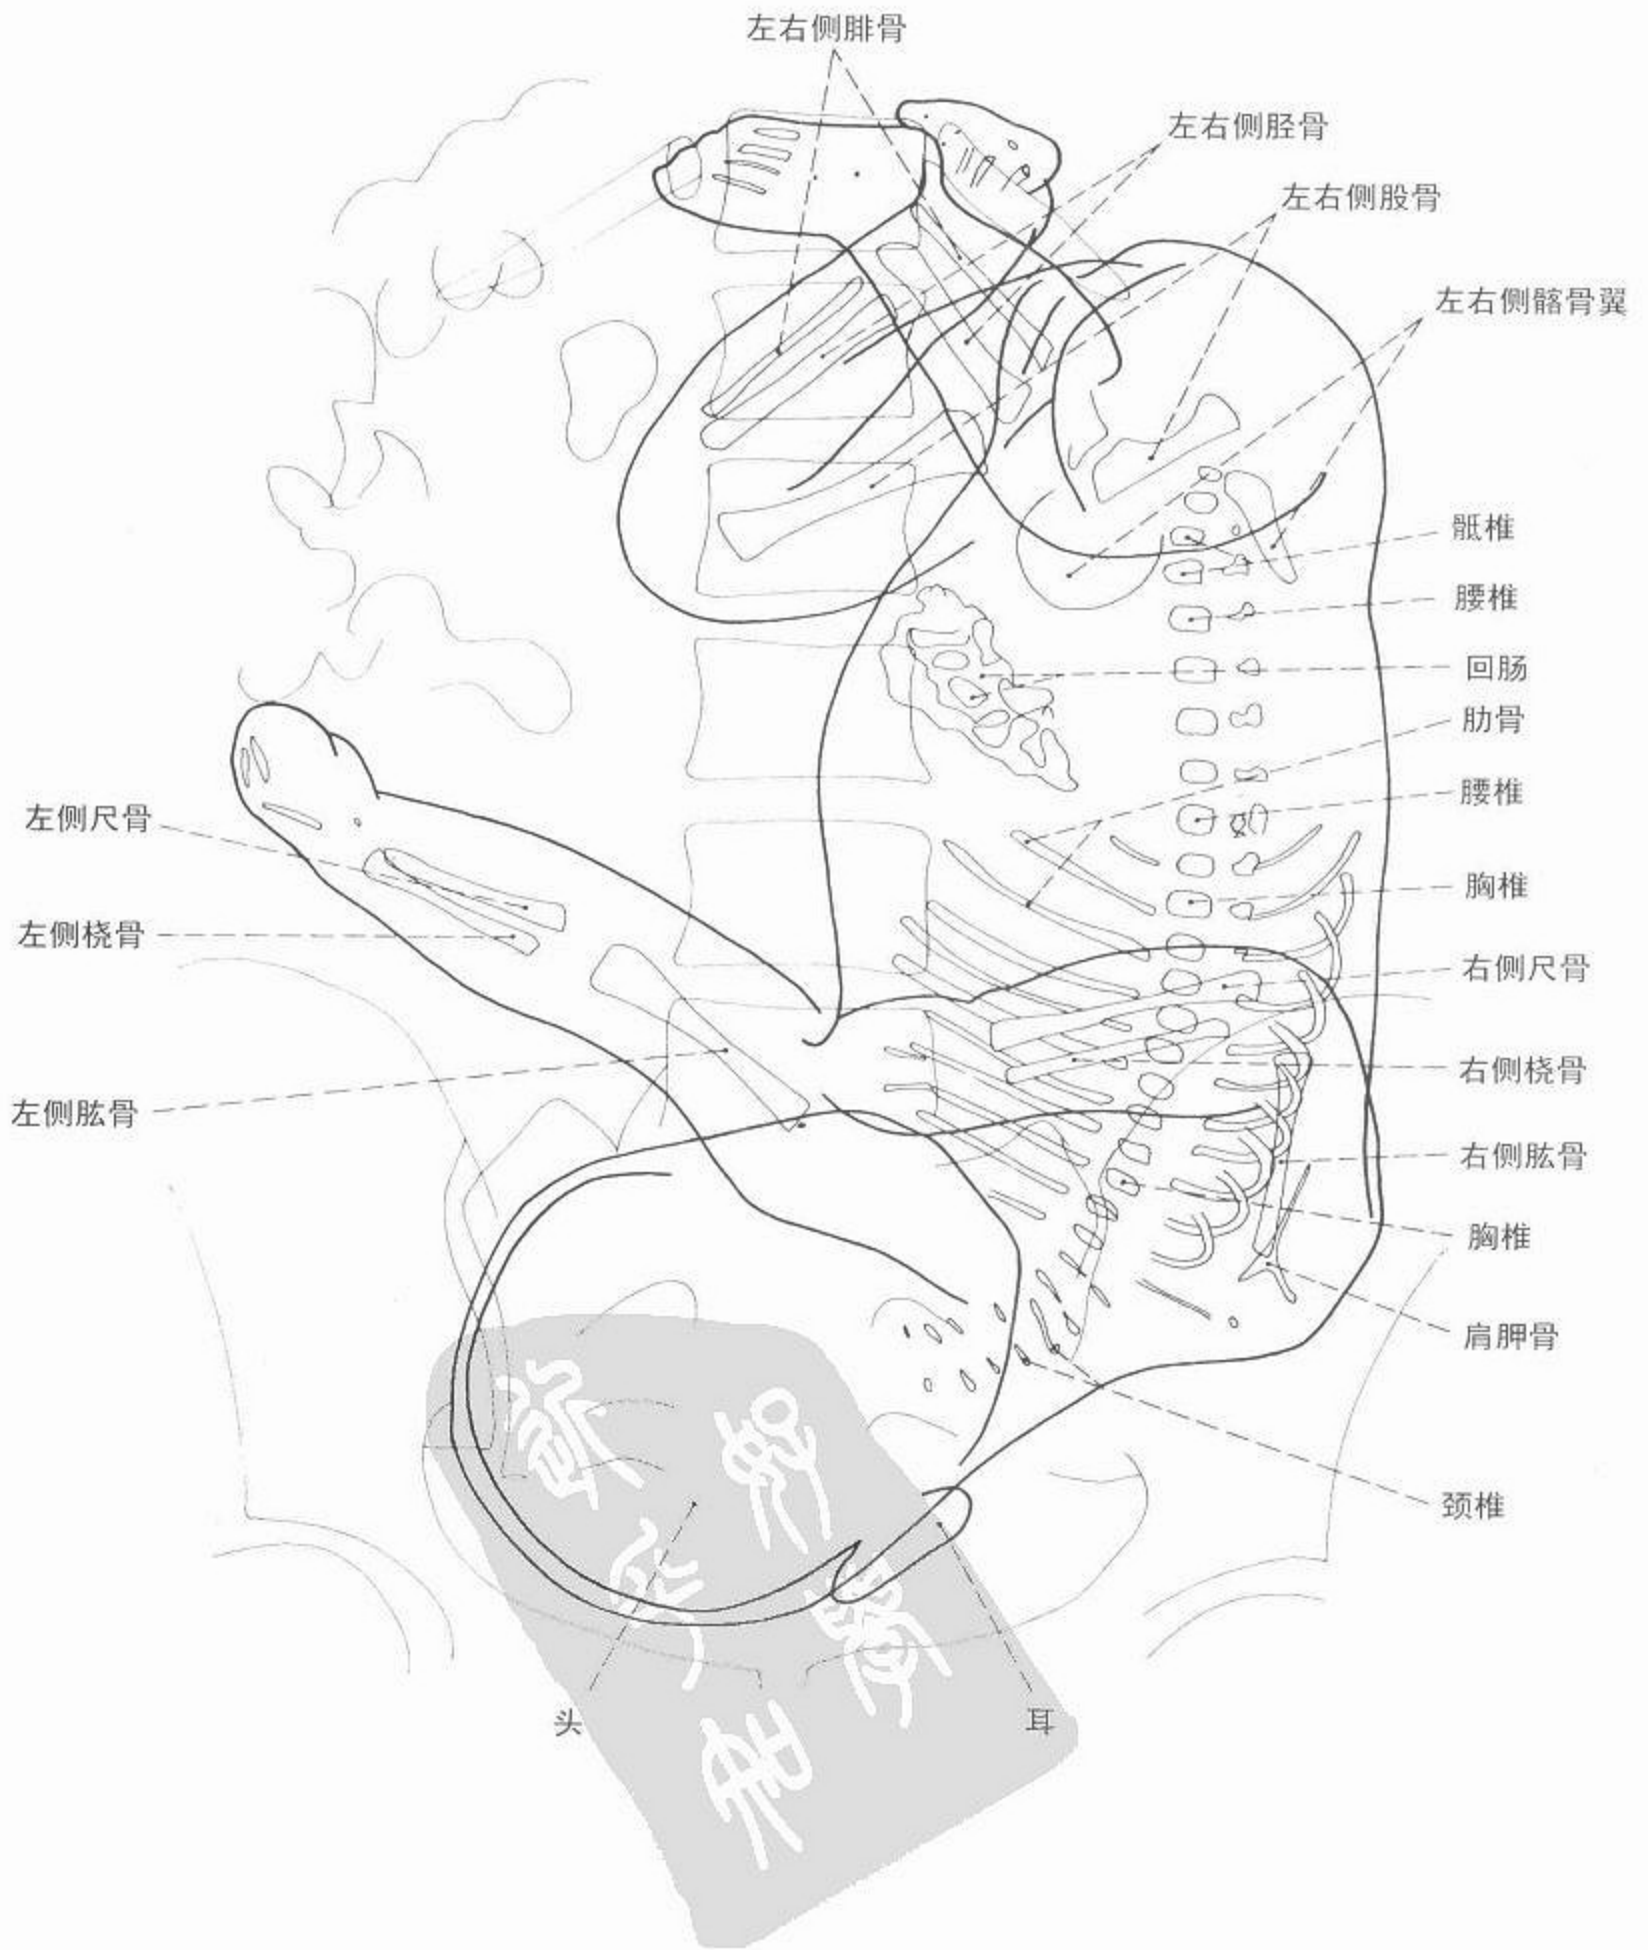 左右侧腓骨
左右侧胫骨
左右侧股骨
左右侧髂骨翼
骶椎
腰椎
回肠
肋骨
腰椎
左侧尺骨
胸椎
左侧桡骨
右侧尺骨
右侧桡骨
左侧肱骨
右侧肱骨
胸椎
肩胛骨
颈椎
头
耳